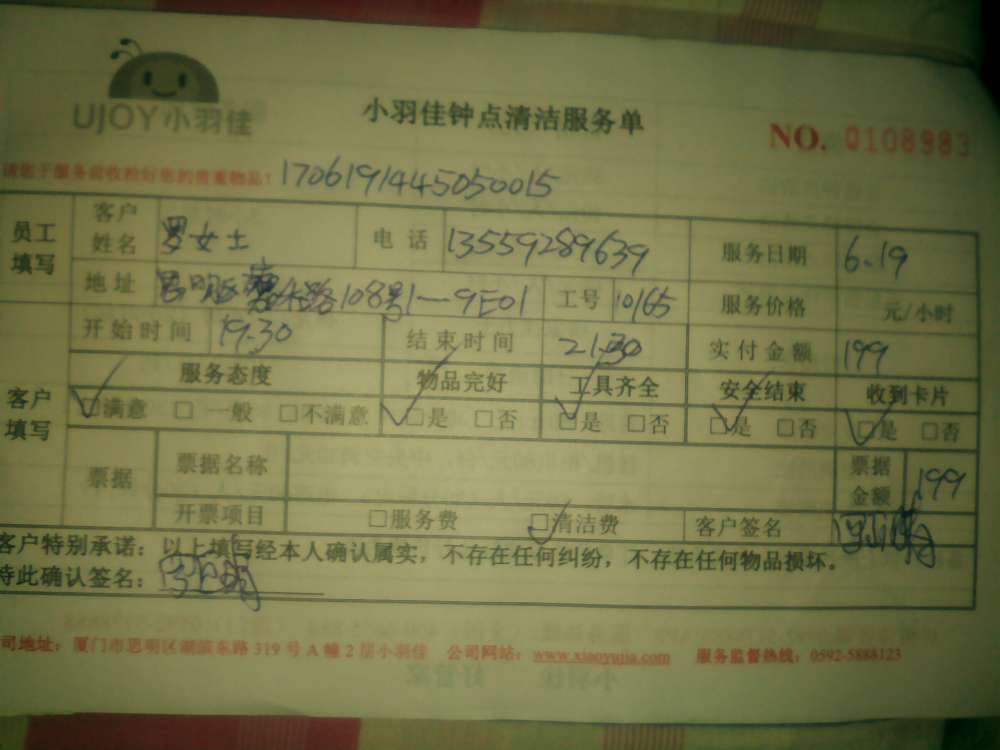 UJOY小羽佳
小羽佳钟点清洁服务单
NO. 0108983
请您于服务前收拾好您的贵重物品! 1706191445050015
员工填写 客户姓名 罗女士 电话 13559289639 服务日期 6.19
地址 路108号1-9E01 工号 10165 服务价格 元/小时
开始时间 19.30 结束时间 21.30 实付金额 199
客户填写 服务态度 物品完好 工具齐全 安全结束 收到卡片
满意 □ 一般 □不满意 □是 □否 □是 □否 □是 □否 □是 □否
票据 票据名称 票据金额 199
开票项目 □服务费 □清洁费 客户签名
客户特别承诺：以上填写经本人确认属实，不存在任何纠纷，不存在任何物品损坏。
特此确认签名：
司地址：厦门市思明区湖滨东路 319 号 A 幢 2 层小羽佳 公司网站：www.xiaoyujia.com 服务监督热线：0592-5888123